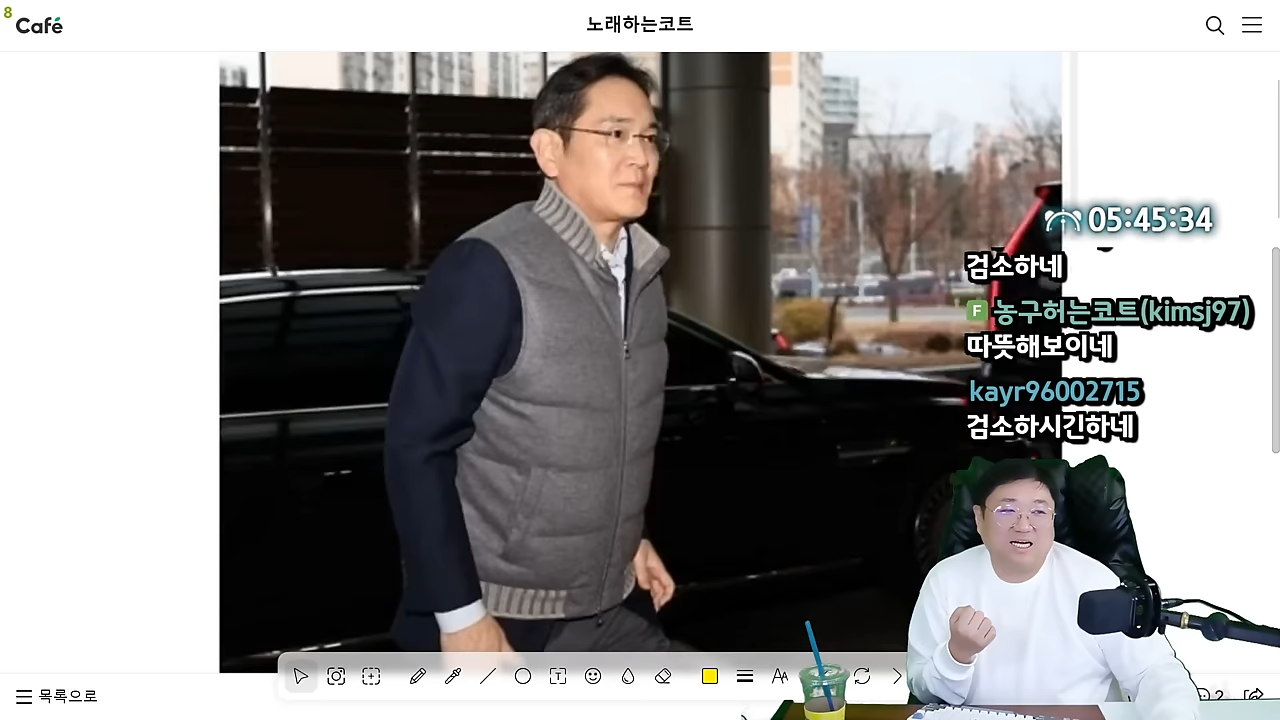 8
Café
노래하는코트
05:45:34
검소하네
F 농구허는코트(kimsj97)
따뜻해보이네
kayr96002715
검소하시긴하네
목록으로
2